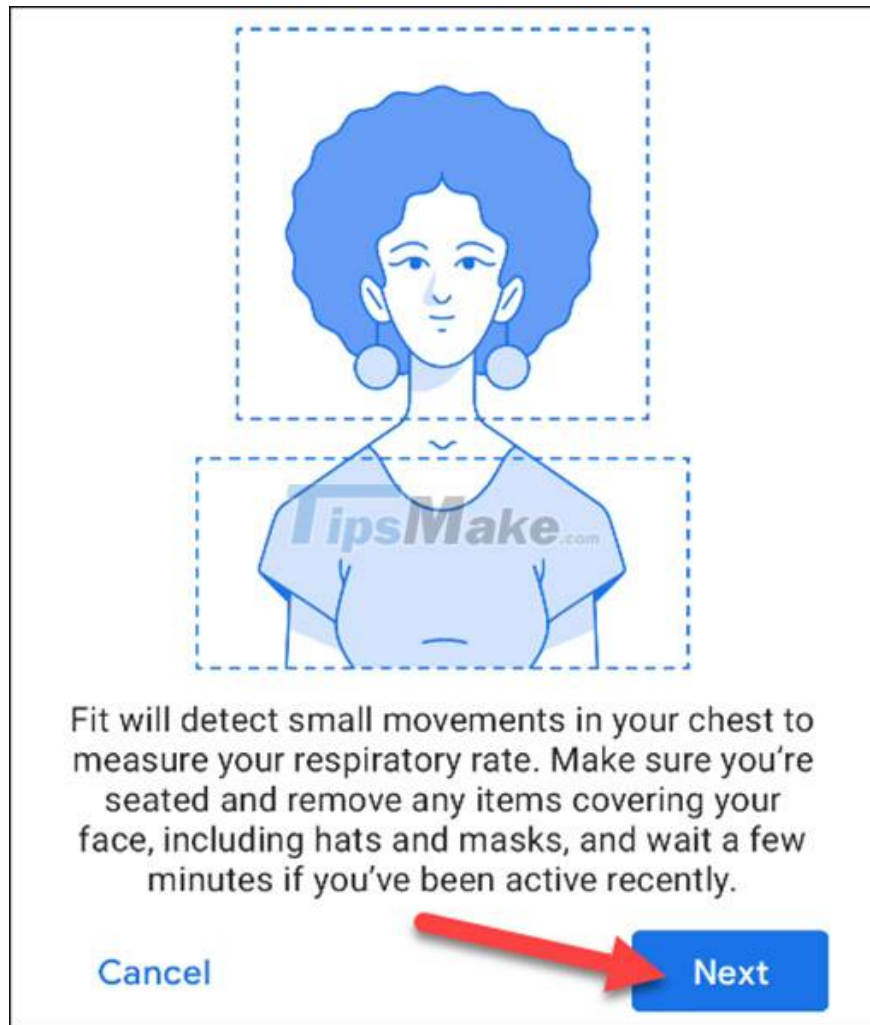 TipsMake.com
Fit will detect small movements in your chest to
measure your respiratory rate. Make sure you're
seated and remove any items covering your
face, including hats and masks, and wait a few
minutes if you've been active recently.
Cancel
Next